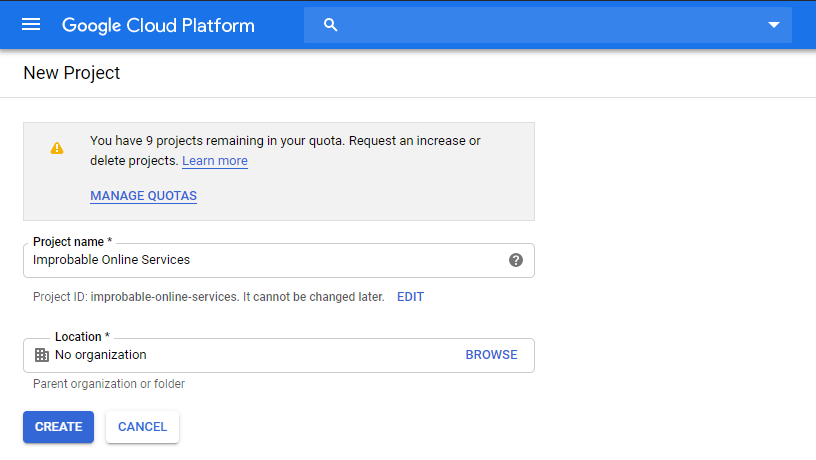 Google Cloud Platform
New Project
You have 9 projects remaining in your quota. Request an increase or
delete projects. Learn more
MANAGE QUOTAS
Project name *
Improbable Online Services
Project ID: improbable-online-services. It cannot be changed later. EDIT
Location *
No organization BROWSE
Parent organization or folder
CREATE CANCEL